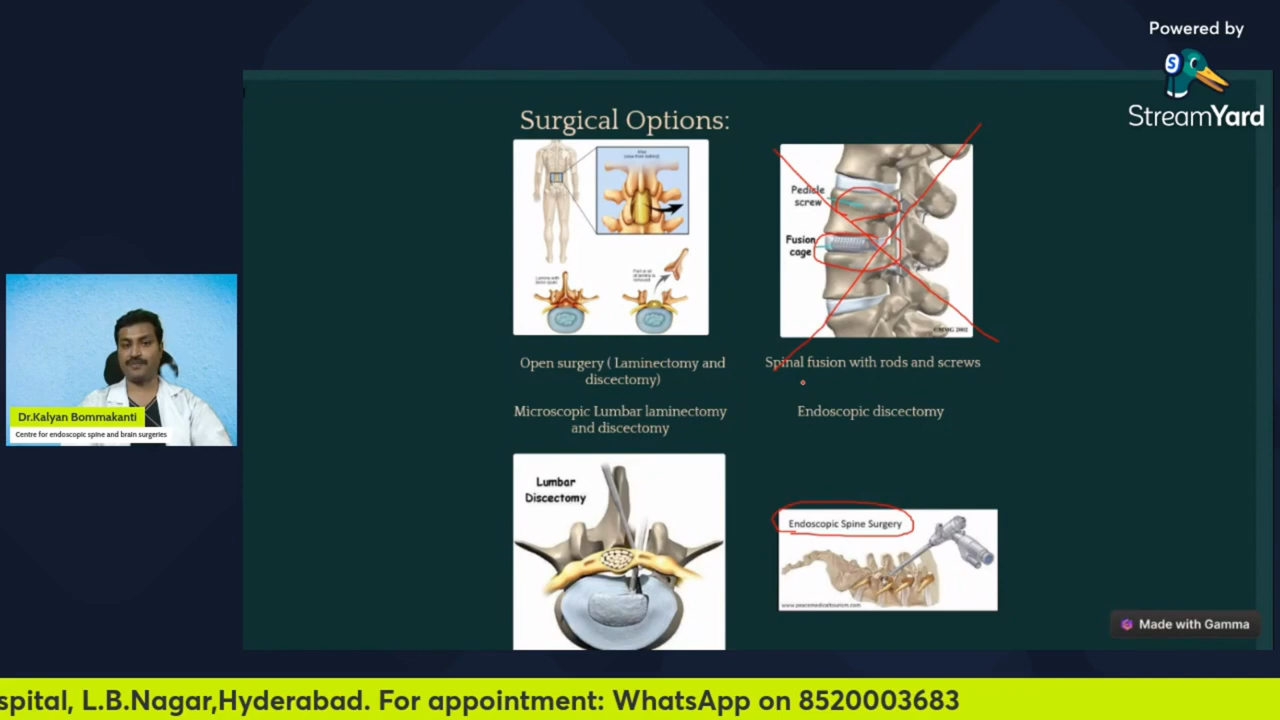 Powered by
StreamYard
Surgical Options:
Pedicle
screw
Fusion
cage
Open surgery ( Laminectomy and
discectomy)
Spinal fusion with rods and screws
Microscopic Lumbar laminectomy
and discectomy
Endoscopic discectomy
Lumbar
Discectomy
Endoscopic Spine Surgery
Dr.Kalyan Bommakanti
Centre for endoscopic spine and brain surgeries
Made with Gamma
spital, L.B.Nagar,Hyderabad. For appointment: WhatsApp on 8520003683